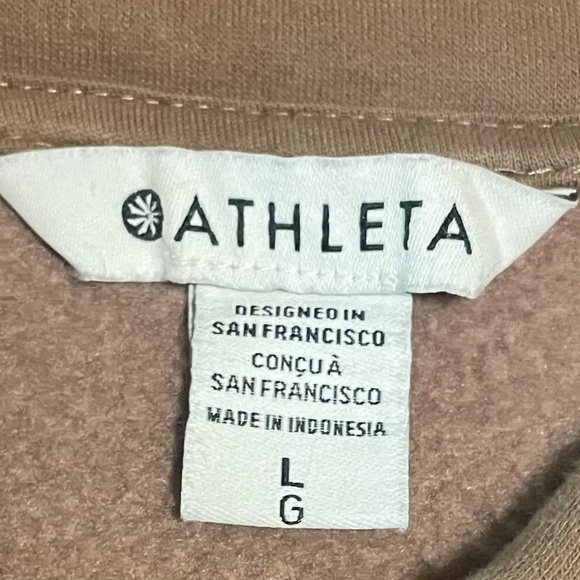 ATHLETA
DESIGNED IN
SAN FRANCISCO
CONÇU À
SAN FRANCISCO
MADE IN INDONESIA
L
G